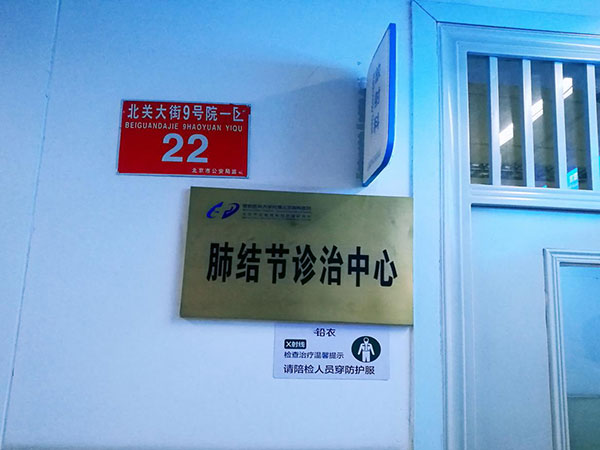 北关大街9号院一区
BEIGUANDAJIE 9HAOYUAN YIQU
22
北京市公安局监制
肺结节诊治中心
铅衣
X射线
检查治疗温馨提示
请陪检人员穿防护服